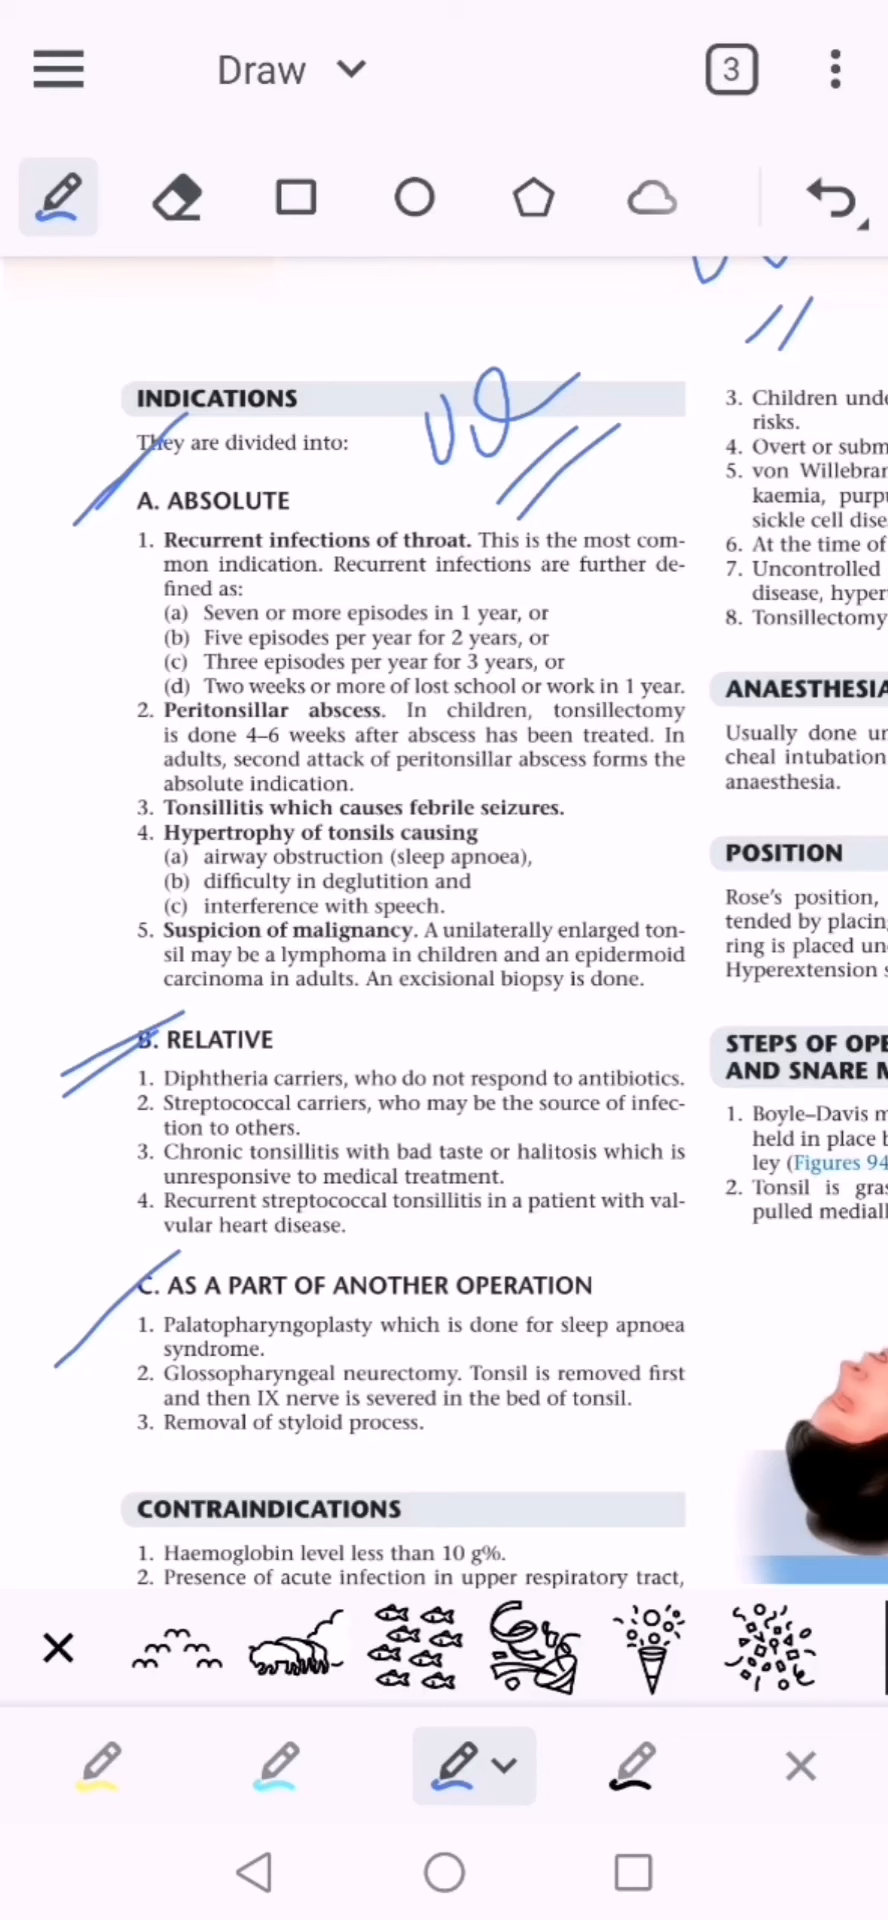 Draw
3
INDICATIONS
They are divided into:
A. ABSOLUTE
1. Recurrent infections of throat. This is the most com-
mon indication. Recurrent infections are further de-
fined as:
(a) Seven or more episodes in 1 year, or
(b) Five episodes per year for 2 years, or
(c) Three episodes per year for 3 years, or
(d) Two weeks or more of lost school or work in 1 year.
2. Peritonsillar abscess. In children, tonsillectomy
is done 4–6 weeks after abscess has been treated. In
adults, second attack of peritonsillar abscess forms the
absolute indication.
3. Tonsillitis which causes febrile seizures.
4. Hypertrophy of tonsils causing
(a) airway obstruction (sleep apnoea),
(b) difficulty in deglutition and
(c) interference with speech.
5. Suspicion of malignancy. A unilaterally enlarged ton-
sil may be a lymphoma in children and an epidermoid
carcinoma in adults. An excisional biopsy is done.
B. RELATIVE
1. Diphtheria carriers, who do not respond to antibiotics.
2. Streptococcal carriers, who may be the source of infec-
tion to others.
3. Chronic tonsillitis with bad taste or halitosis which is
unresponsive to medical treatment.
4. Recurrent streptococcal tonsillitis in a patient with val-
vular heart disease.
C. AS A PART OF ANOTHER OPERATION
1. Palatopharyngoplasty which is done for sleep apnoea
syndrome.
2. Glossopharyngeal neurectomy. Tonsil is removed first
and then IX nerve is severed in the bed of tonsil.
3. Removal of styloid process.
CONTRAINDICATIONS
1. Haemoglobin level less than 10 g%.
2. Presence of acute infection in upper respiratory tract,
3. Children unde
risks.
4. Overt or subm
5. von Willebran
kaemia, purpu
sickle cell dise
6. At the time of
7. Uncontrolled
disease, hyper
8. Tonsillectomy
ANAESTHESIA
Usually done un
cheal intubation
anaesthesia.
POSITION
Rose's position,
tended by placing
ring is placed un
Hyperextension s
STEPS OF OPE
AND SNARE M
1. Boyle–Davis m
held in place b
ley (Figures 94
2. Tonsil is gras
pulled mediall